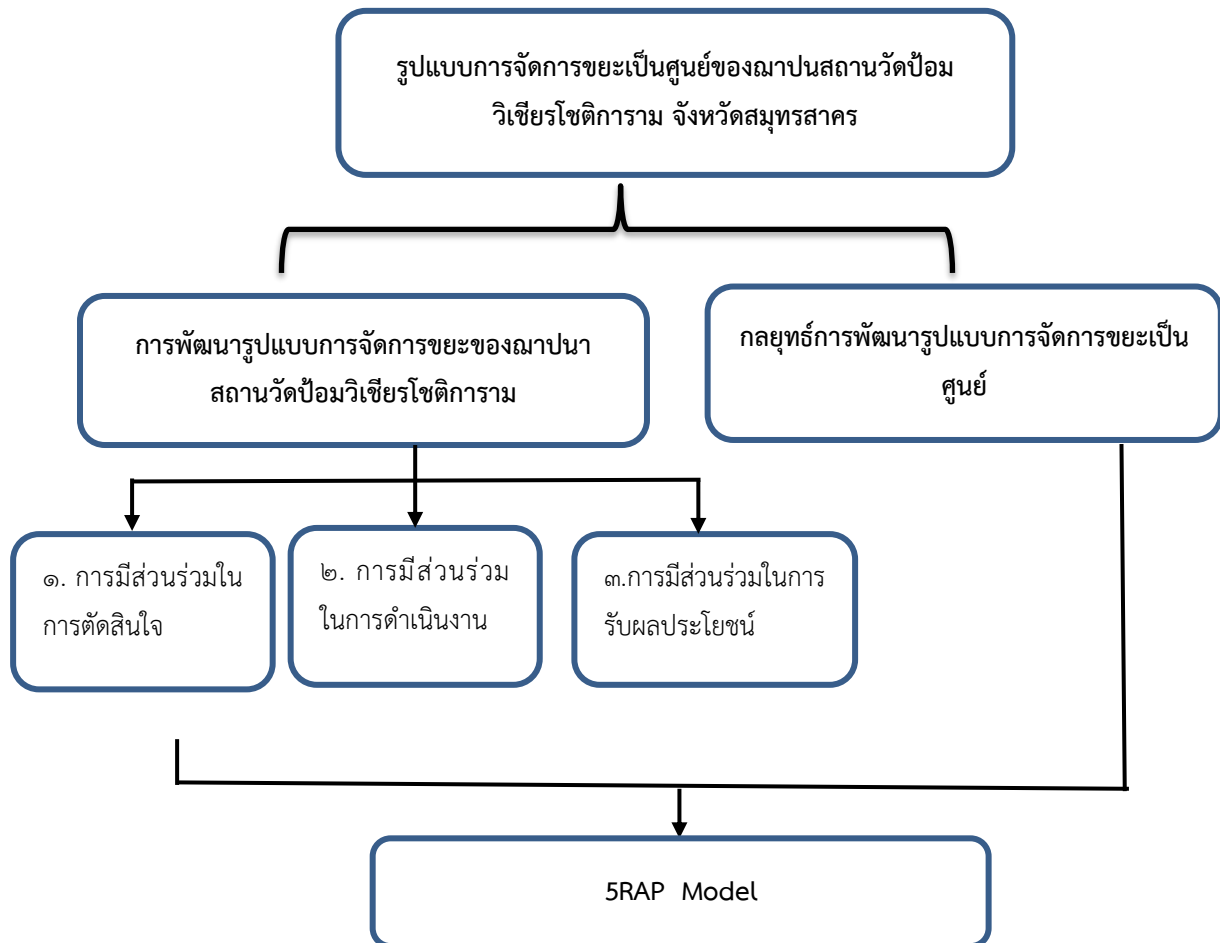 รูปแบบการจัดการขยะเป็นศูนย์ของฌาปนสถานวัดป้อม
วิเชียรโชติการาม จังหวัดสมุทรสาคร
การพัฒนารูปแบบการจัดการขยะของฌาปนา
สถานวัดป้อมวิเชียรโชติการาม
กลยุทธ์การพัฒนารูปแบบการจัดการขยะเป็น
ศูนย์
๑. การมีส่วนร่วมใน
การตัดสินใจ
๒. การมีส่วนร่วม
ในการดำเนินงาน
๓.การมีส่วนร่วมในการ
รับผลประโยชน์
5RAP Model